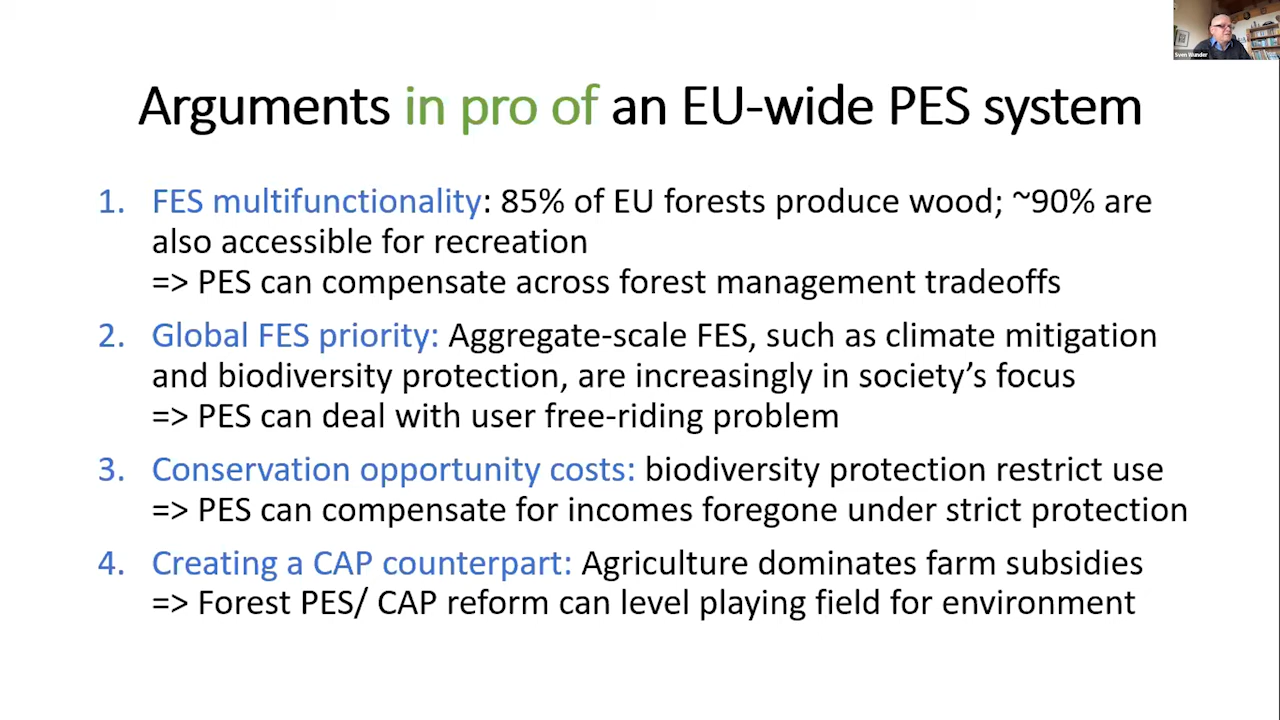 Sven Wunder
Arguments in pro of an EU-wide PES system
1. FES multifunctionality: 85% of EU forests produce wood; ~90% are
also accessible for recreation
=> PES can compensate across forest management tradeoffs
2. Global FES priority: Aggregate-scale FES, such as climate mitigation
and biodiversity protection, are increasingly in society’s focus
=> PES can deal with user free-riding problem
3. Conservation opportunity costs: biodiversity protection restrict use
=> PES can compensate for incomes foregone under strict protection
4. Creating a CAP counterpart: Agriculture dominates farm subsidies
=> Forest PES/ CAP reform can level playing field for environment